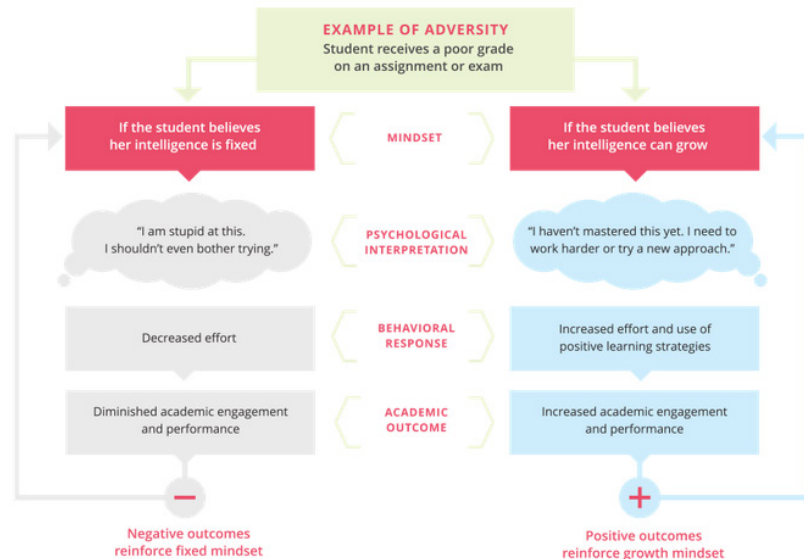 EXAMPLE OF ADVERSITY
Student receives a poor grade
on an assignment or exam
If the student believes
her intelligence is fixed
MINDSET
If the student believes
her intelligence can grow
“I am stupid at this.
I shouldn’t even bother trying.”
PSYCHOLOGICAL
INTERPRETATION
“I haven’t mastered this yet. I need to
work harder or try a new approach.”
Decreased effort
BEHAVIORAL
RESPONSE
Increased effort and use of
positive learning strategies
Diminished academic engagement
and performance
ACADEMIC
OUTCOME
Increased academic engagement
and performance
−
+
Negative outcomes
reinforce fixed mindset
Positive outcomes
reinforce growth mindset